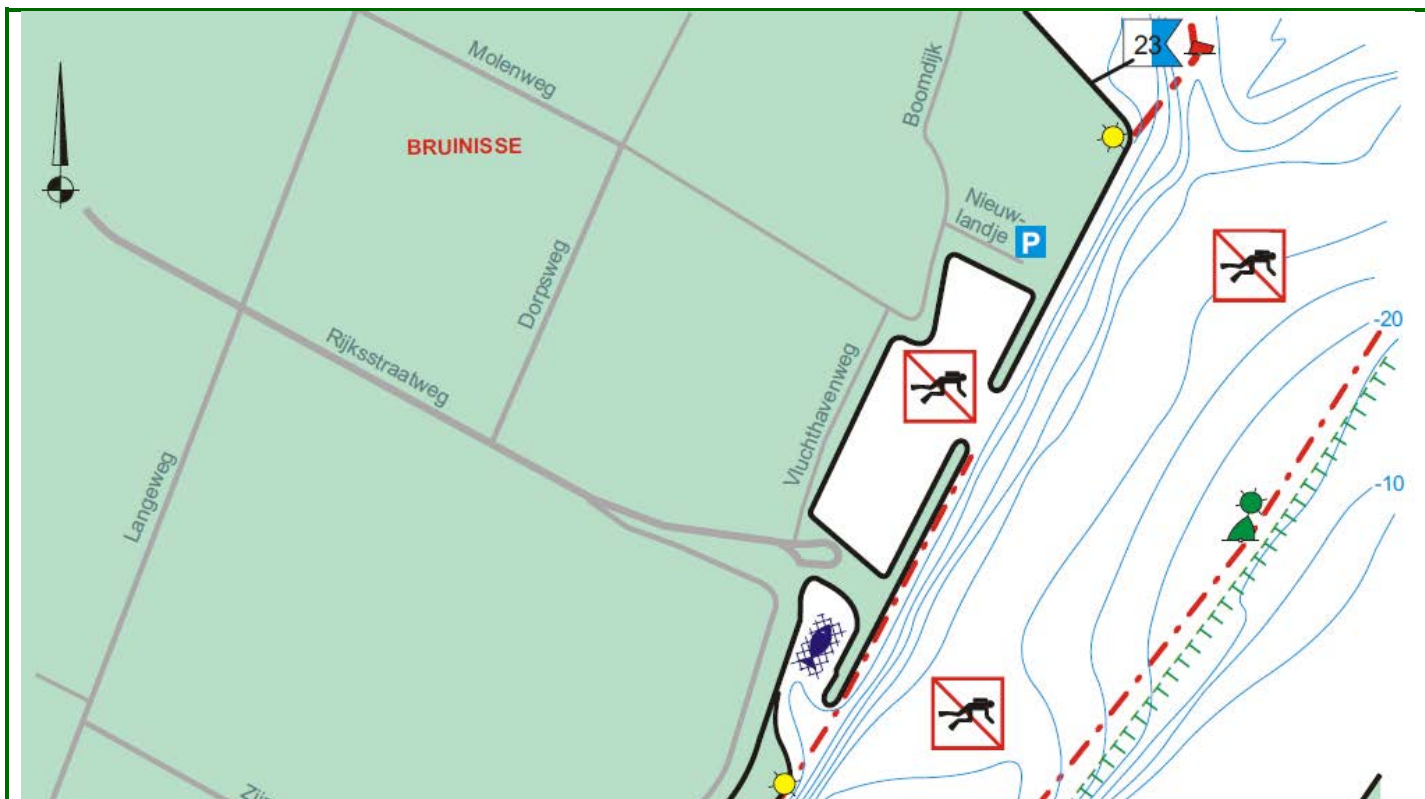 23
Molenweg
Boomdijk
BRUINISSE
Nieuw-
landje
P
Dorpsweg
-20
Rijksstraatweg
Vluchthavenweg
Langeweg
-10